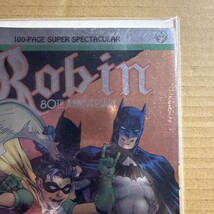 100-PAGE SUPER SPECTACULAR
Robin
80TH ANNIVERSARY